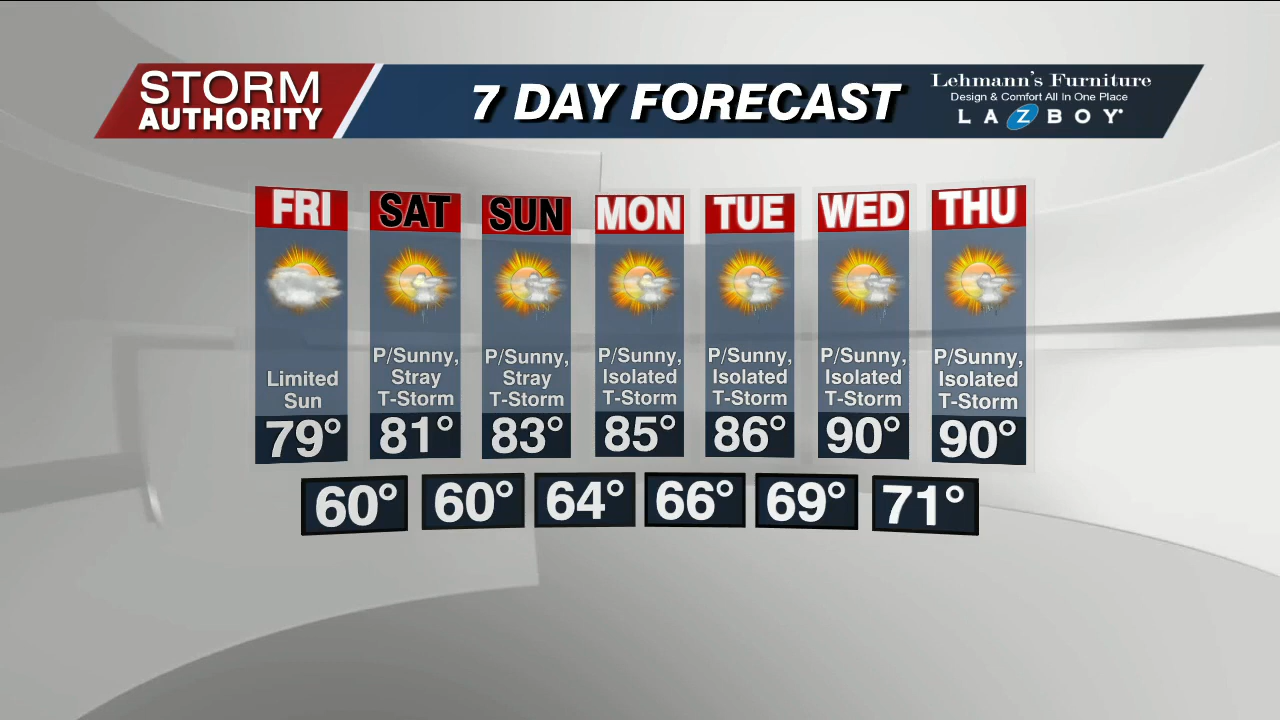 STORM
AUTHORITY
7 DAY FORECAST
Lehmann's Furniture
Design & Comfort All In One Place
LA Z BOY®
FRI
Limited
Sun
79°
SAT
P/Sunny,
Stray
T-Storm
81°
SUN
P/Sunny,
Stray
T-Storm
83°
MON
P/Sunny,
Isolated
T-Storm
85°
TUE
P/Sunny,
Isolated
T-Storm
86°
WED
P/Sunny,
Isolated
T-Storm
90°
THU
P/Sunny,
Isolated
T-Storm
90°
60° 60° 64° 66° 69° 71°